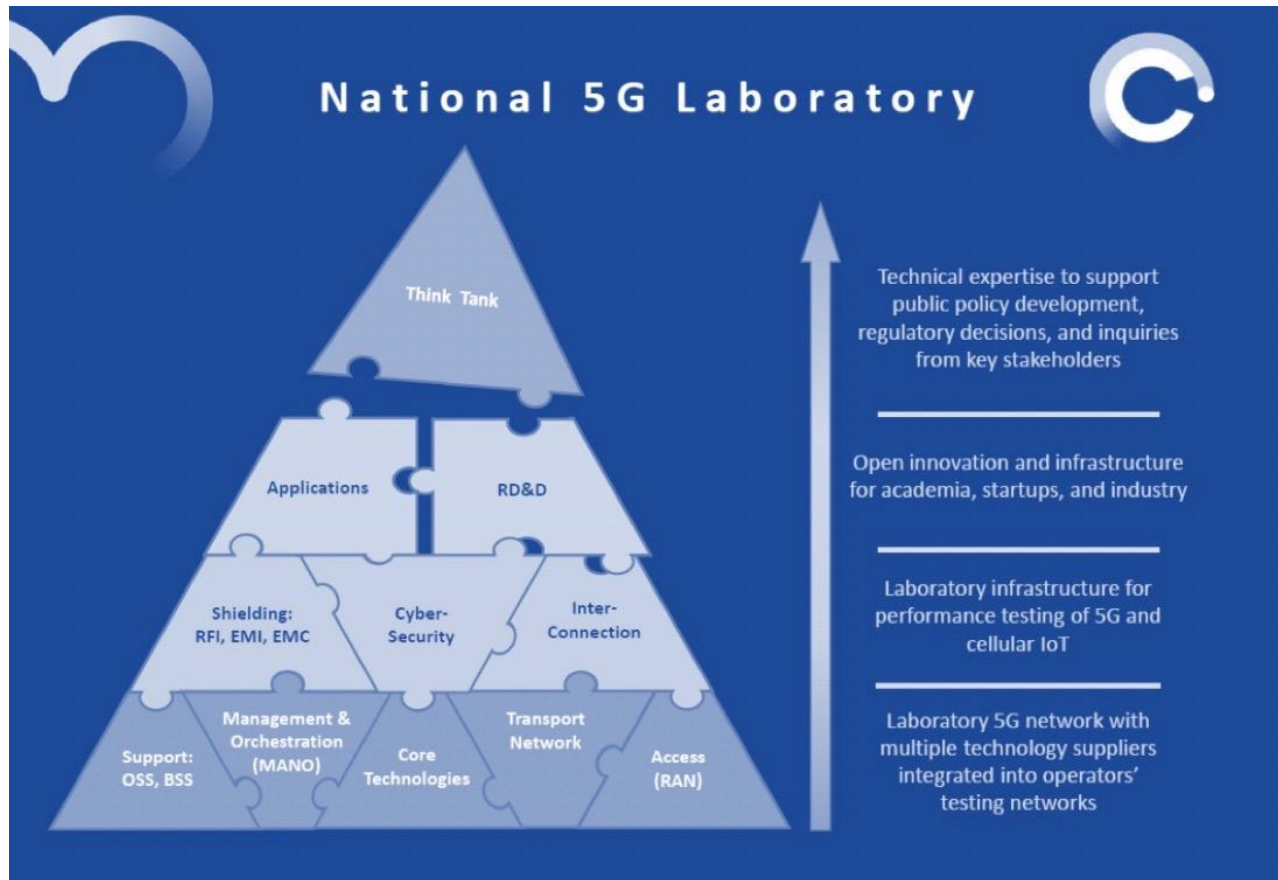 National 5G Laboratory
Think Tank
Technical expertise to support
public policy development,
regulatory decisions, and inquiries
from key stakeholders
Applications
RD&D
Open innovation and infrastructure
for academia, startups, and industry
Shielding:
RFI, EMI, EMC
Cyber-
Security
Inter-
Connection
Laboratory infrastructure for
performance testing of 5G and
cellular IoT
Support:
OSS, BSS
Management &
Orchestration
(MANO)
Core
Technologies
Transport
Network
Access
(RAN)
Laboratory 5G network with
multiple technology suppliers
integrated into operators’
testing networks